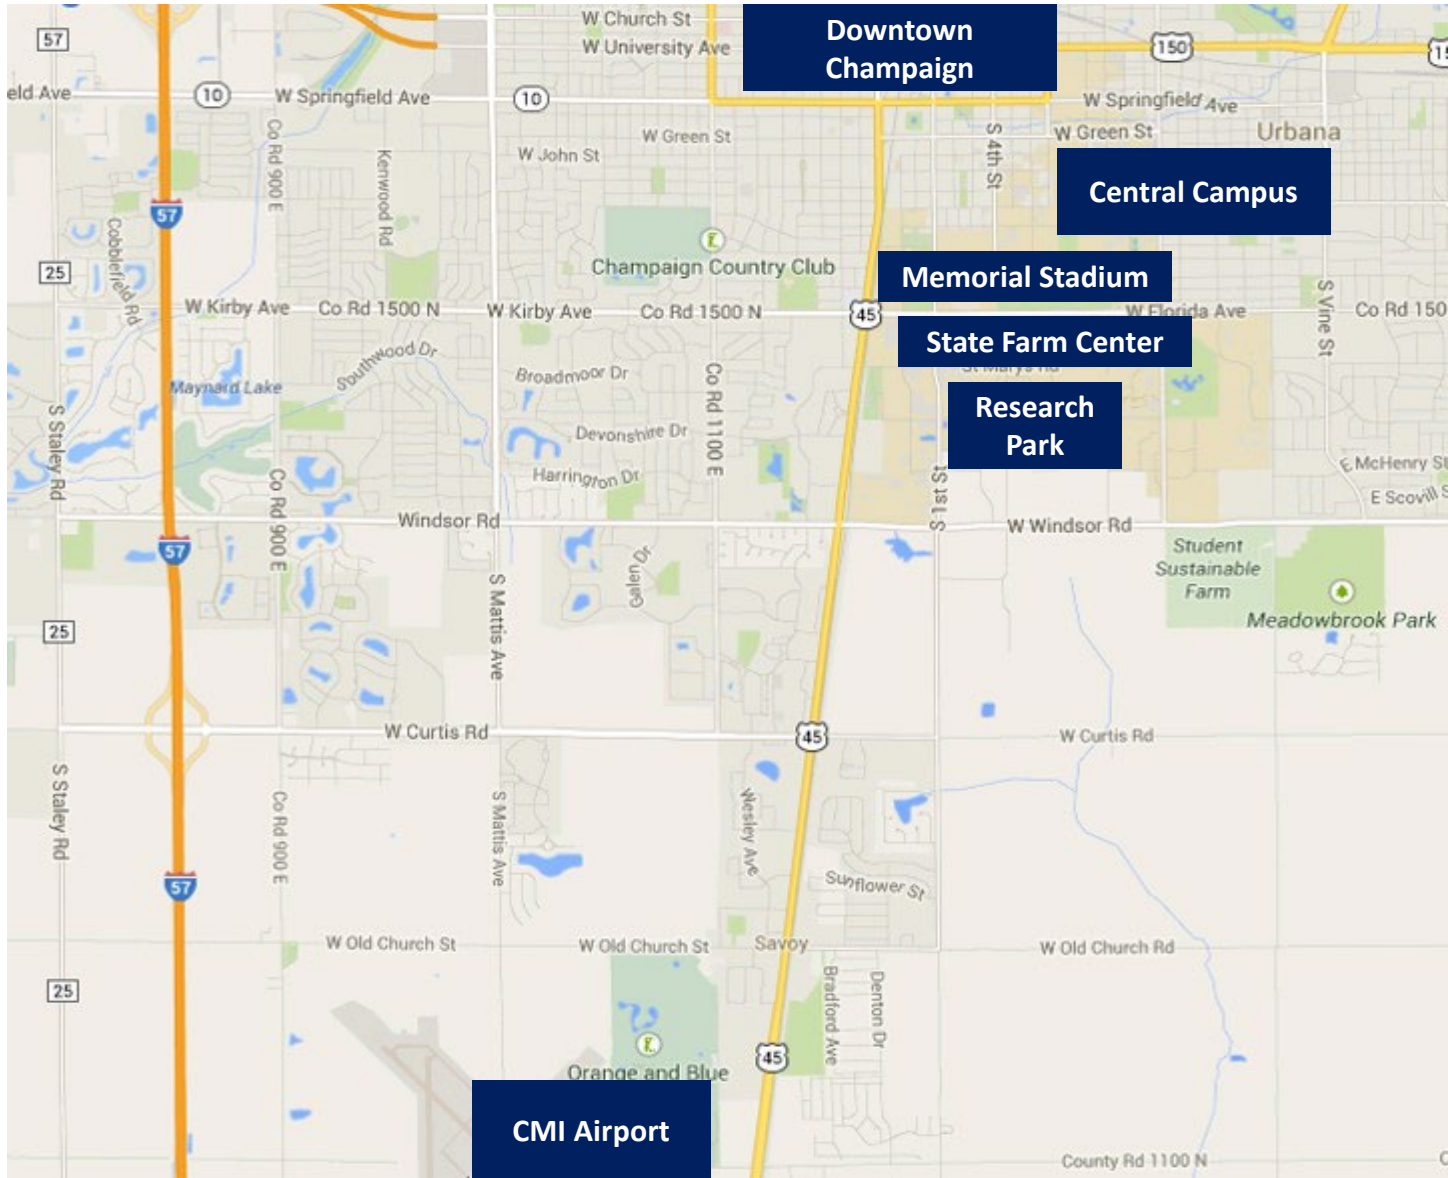 W Church St
Downtown
Champaign
57
W University Ave
150
eld Ave
10
W Springfield Ave
10
W Springfield Ave
W Green St
S 4th St
W Green St
Urbana
W John St
Co Rd 900 E
Kenwood Rd
Central Campus
57
Cobblefield Rd
Champaign Country Club
25
Memorial Stadium
W Kirby Ave
Co Rd 1500 N
W Kirby Ave
Co Rd 1500 N
45
W Florida Ave
S Vine St
Co Rd 150
State Farm Center
Southwood Dr
St Marys Rd
Maynard Lake
Broadmoor Dr
Co Rd 1100 E
Research
Park
S Staley Rd
Devonshire Dr
Harrington Dr
E McHenry St
E Scovill S
Co Rd 900 E
S 1st St
Windsor Rd
W Windsor Rd
57
Galen Dr
Student
Sustainable
Farm
S Mattis Ave
25
Meadowbrook Park
W Curtis Rd
45
W Curtis Rd
S Staley Rd
Co Rd 900 E
S Mattis Ave
Wesley Ave
57
Sunflower St
W Old Church St
W Old Church St
Savoy
W Old Church Rd
25
Bradford Ave
Denton Dr
45
Orange and Blue
CMI Airport
County Rd 1100 N